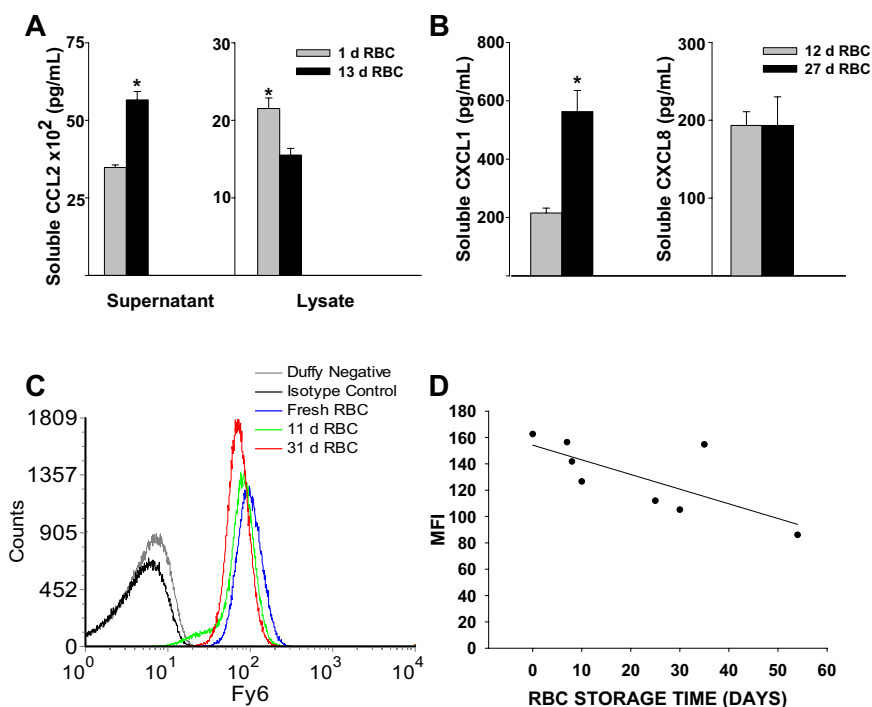 A
Soluble CCL2 x10² (pg/mL)
75
50
25
0
30
20
10
0
1 d RBC
13 d RBC
*
*
Supernatant
Lysate
B
Soluble CXCL1 (pg/mL)
800
600
400
200
0
*
Soluble CXCL8 (pg/mL)
300
200
100
0
12 d RBC
27 d RBC
C
Duffy Negative
Isotype Control
Fresh RBC
11 d RBC
31 d RBC
Counts
1809
1357
905
452
0
10⁰
10¹
10²
10³
10⁴
Fy6
D
MFI
180
160
140
120
100
80
60
40
20
0
0
10
20
30
40
50
60
RBC STORAGE TIME (DAYS)